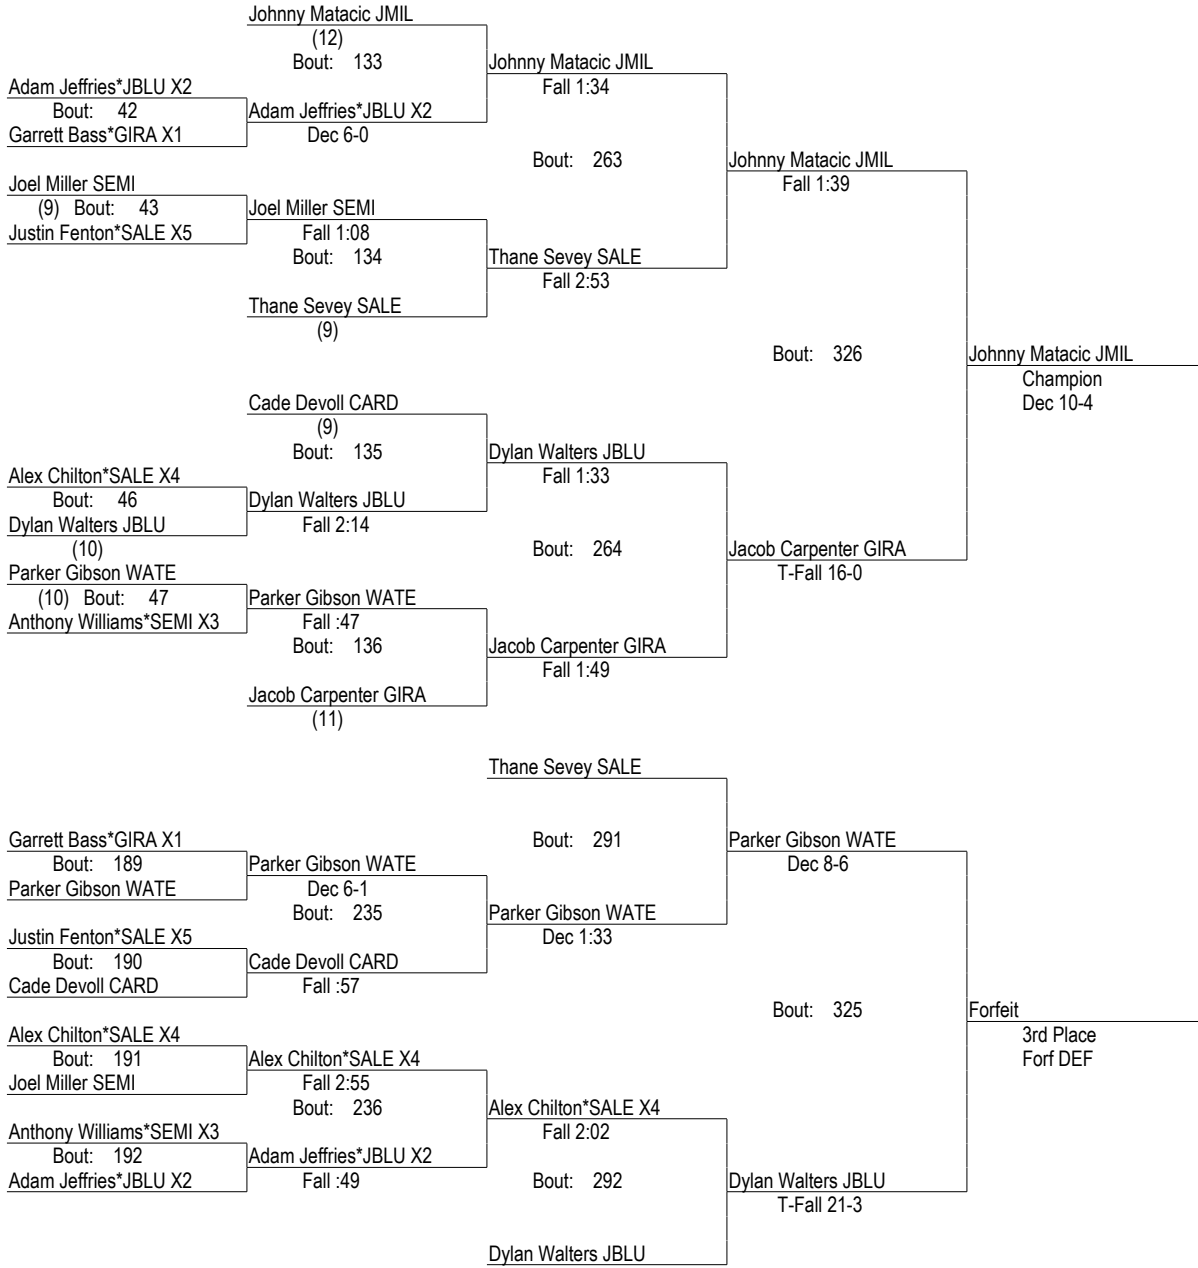 Johnny Matacic JMIL
(12)
Bout: 133
Johnny Matacic JMIL
Adam Jeffries*JBLU X2
Fall 1:34
Bout: 42
Adam Jeffries*JBLU X2
Garrett Bass*GIRA X1
Dec 6-0
Bout: 263
Johnny Matacic JMIL
Joel Miller SEMI
Fall 1:39
(9) Bout: 43
Joel Miller SEMI
Justin Fenton*SALE X5
Fall 1:08
Bout: 134
Thane Sevey SALE
Fall 2:53
Thane Sevey SALE
(9)
Bout: 326
Johnny Matacic JMIL
Champion
Dec 10-4
Cade Devoll CARD
(9)
Bout: 135
Dylan Walters JBLU
Alex Chilton*SALE X4
Fall 1:33
Bout: 46
Dylan Walters JBLU
Dylan Walters JBLU
Fall 2:14
(10)
Bout: 264
Jacob Carpenter GIRA
Parker Gibson WATE
T-Fall 16-0
(10) Bout: 47
Parker Gibson WATE
Anthony Williams*SEMI X3
Fall :47
Bout: 136
Jacob Carpenter GIRA
Fall 1:49
Jacob Carpenter GIRA
(11)
Thane Sevey SALE
Garrett Bass*GIRA X1
Bout: 291
Parker Gibson WATE
Bout: 189
Parker Gibson WATE
Dec 8-6
Parker Gibson WATE
Dec 6-1
Bout: 235
Parker Gibson WATE
Justin Fenton*SALE X5
Dec 1:33
Bout: 190
Cade Devoll CARD
Cade Devoll CARD
Fall :57
Bout: 325
Forfeit
Alex Chilton*SALE X4
3rd Place
Bout: 191
Alex Chilton*SALE X4
Forf DEF
Joel Miller SEMI
Fall 2:55
Bout: 236
Alex Chilton*SALE X4
Anthony Williams*SEMI X3
Fall 2:02
Bout: 192
Adam Jeffries*JBLU X2
Adam Jeffries*JBLU X2
Fall :49
Bout: 292
Dylan Walters JBLU
T-Fall 21-3
Dylan Walters JBLU